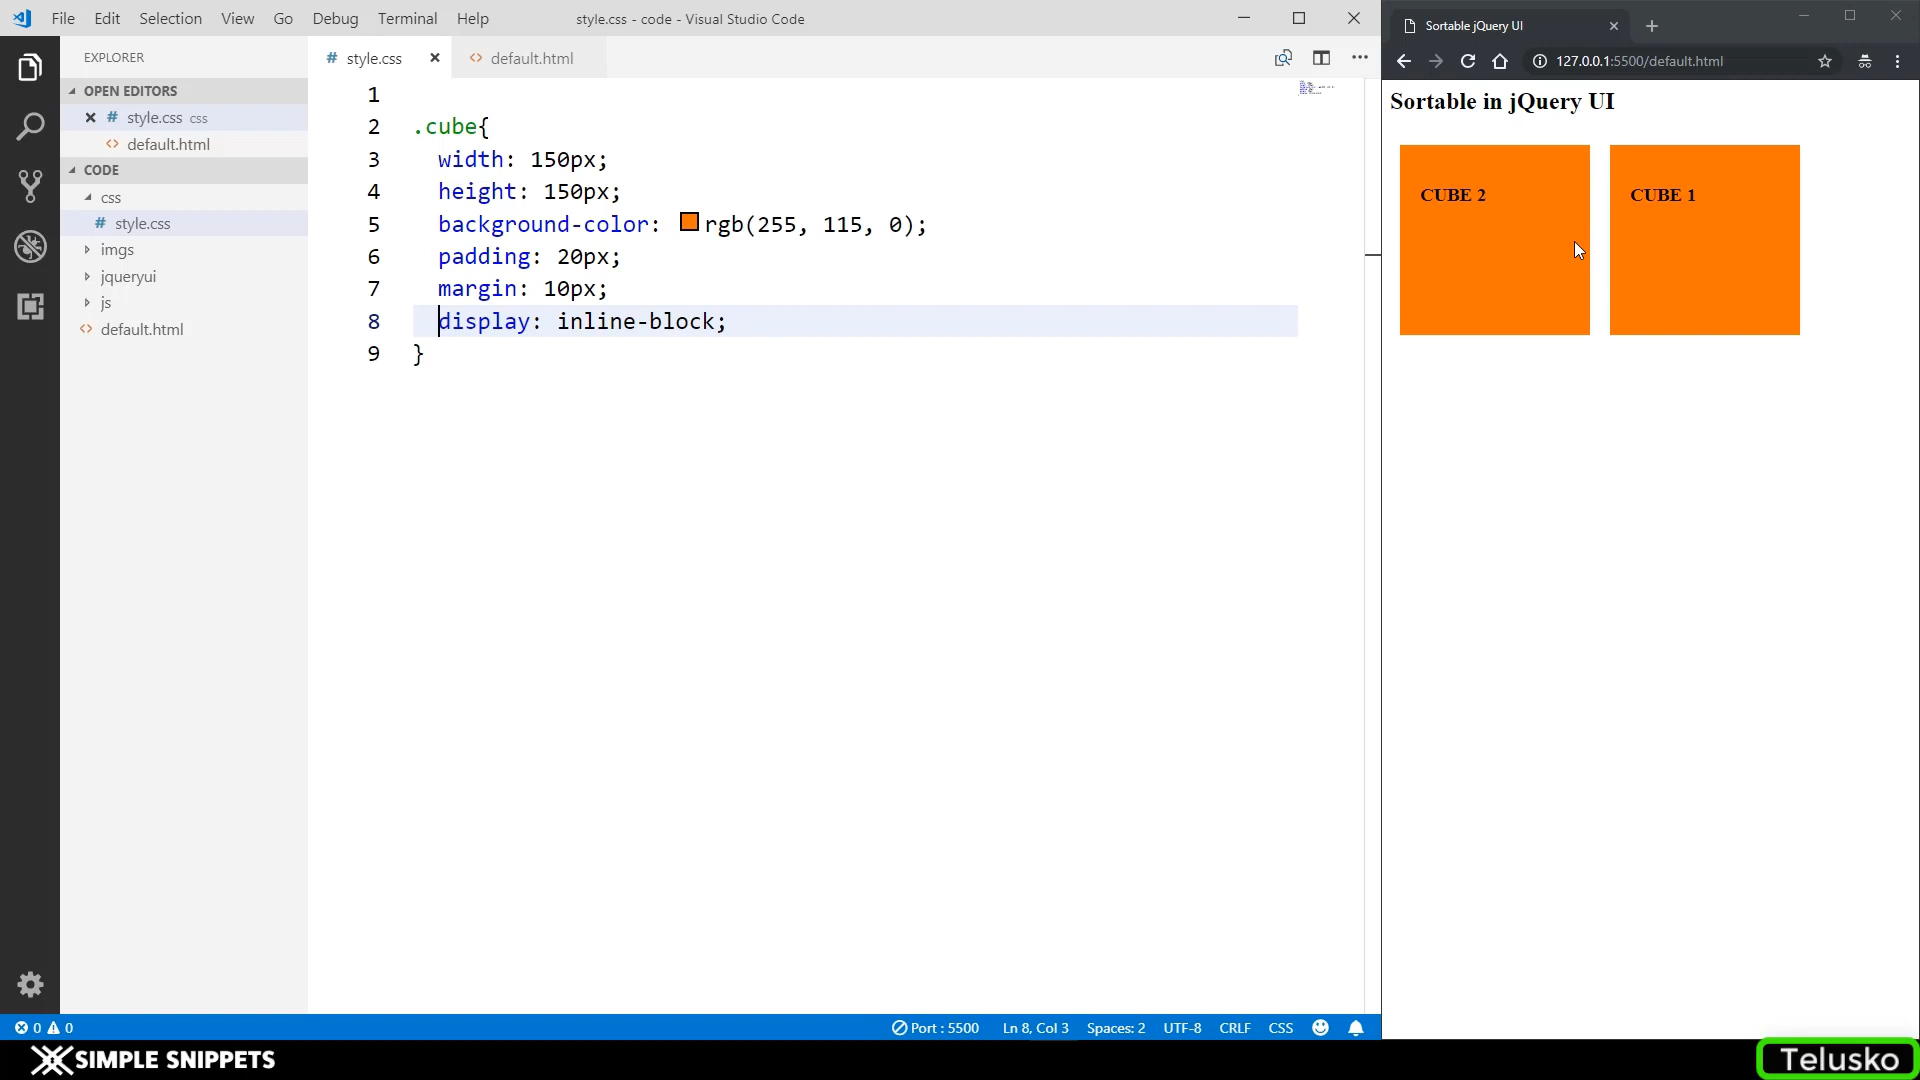 File Edit Selection View Go Debug Terminal Help
style.css - code - Visual Studio Code
EXPLORER
OPEN EDITORS
style.css css
default.html
CODE
css
style.css
imgs
jqueryui
js
default.html
style.css
default.html
1
2 .cube{
3 width: 150px;
4 height: 150px;
5 background-color: rgb(255, 115, 0);
6 padding: 20px;
7 margin: 10px;
8 display: inline-block;
9 }
0 0
Port : 5500 Ln 8, Col 3 Spaces: 2 UTF-8 CRLF CSS
Sortable jQuery UI
127.0.0.1:5500/default.html
Sortable in jQuery UI
CUBE 2
CUBE 1
SIMPLE SNIPPETS
Telusko